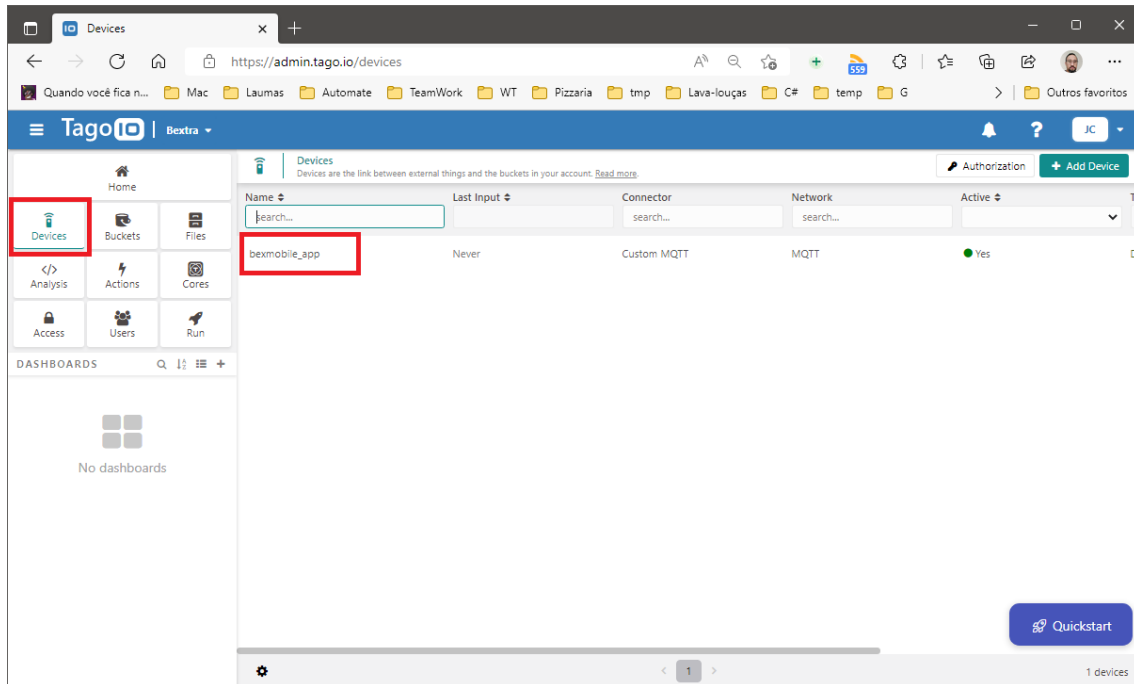 Devices
https://admin.tago.io/devices
559
Quando você fica n... Mac Laumas Automate TeamWork WT Pizzaria tmp Lava-louças C# temp G Outros favoritos
Tago IO Bextra ? JC
Home
Devices Buckets Files
Analysis Actions Cores
Access Users Run
DASHBOARDS
No dashboards
Devices
Devices are the link between external things and the buckets in your account. Read more.
Authorization + Add Device
Name Last Input Connector Network Active T
search... search... search...
bexmobile_app Never Custom MQTT MQTT Yes
Quickstart
1
1 devices